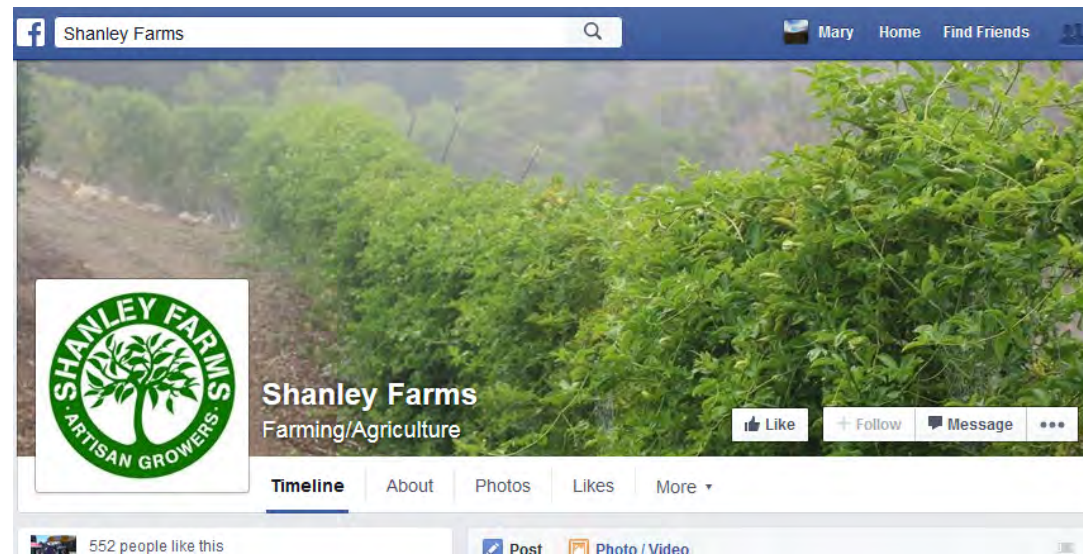 Shanley Farms
Mary Home Find Friends
SHANLEY FARMS
· ARTISAN GROWERS ·
Shanley Farms
Farming/Agriculture
Like + Follow Message
Timeline About Photos Likes More
552 people like this
Post Photo / Video